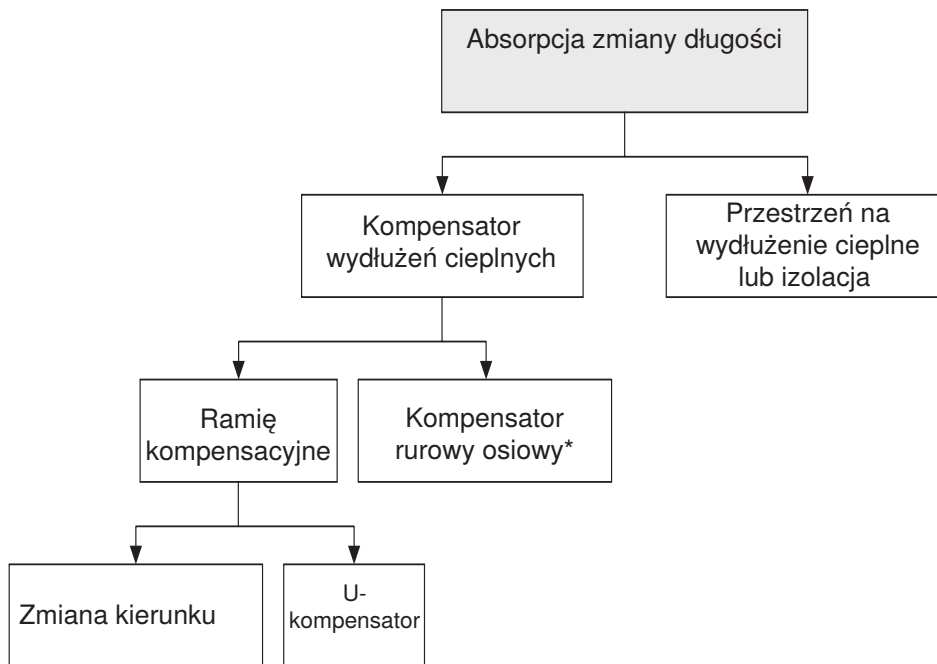 Absorpcja zmiany długości
Kompensator
wydłużeń cieplnych
Przestrzeń na
wydłużenie cieplne
lub izolacja
Ramię
kompensacyjne
Kompensator
rurowy osiowy*
Zmiana kierunku
U-
kompensator